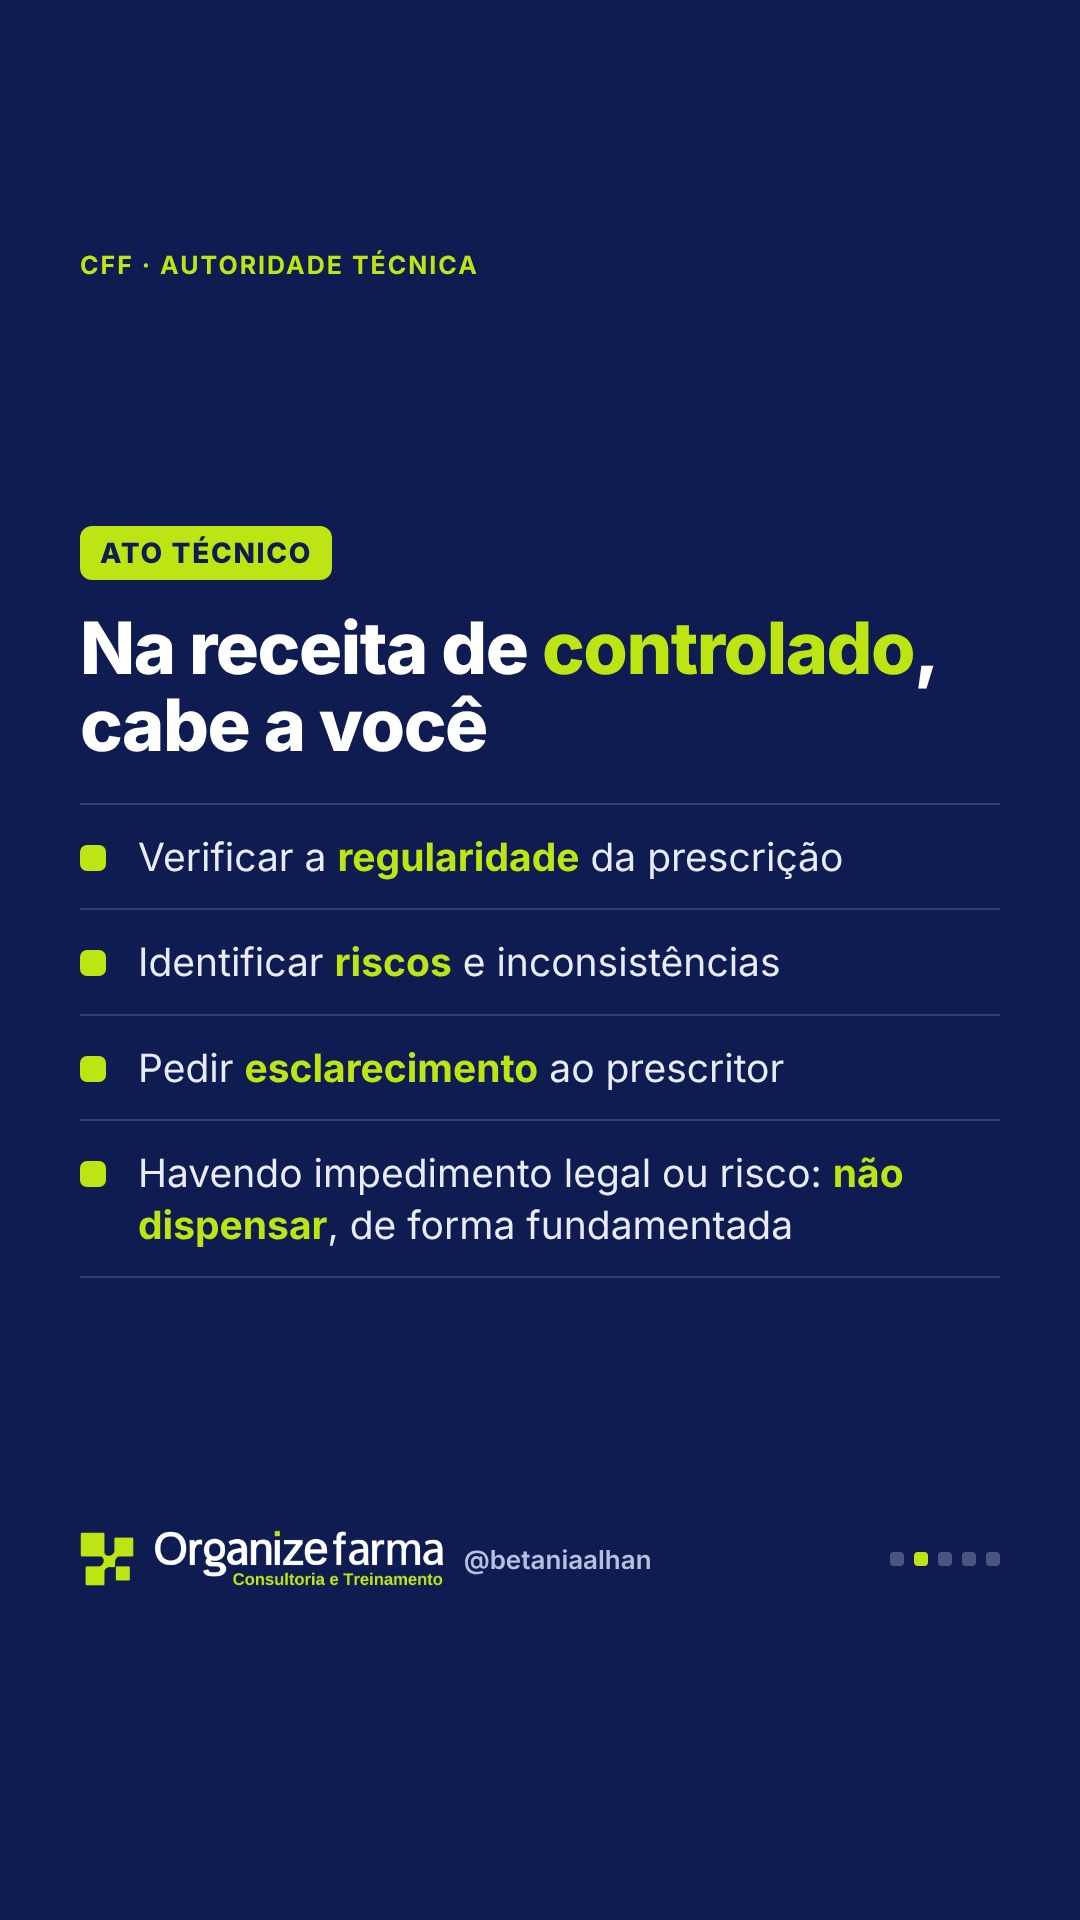 CFF · AUTORIDADE TÉCNICA
ATO TÉCNICO
Na receita de controlado,
cabe a você
Verificar a regularidade da prescrição
Identificar riscos e inconsistências
Pedir esclarecimento ao prescritor
Havendo impedimento legal ou risco: não
dispensar, de forma fundamentada
Organizefarma
Consultoria e Treinamento
@betaniaalhan